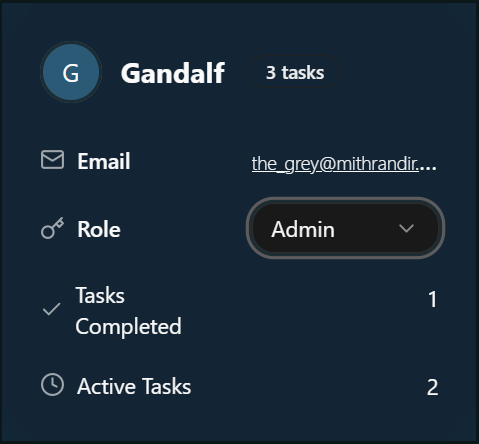 G
Gandalf 3 tasks
Email the_grey@mithrandir....
Role Admin
Tasks
Completed 1
Active Tasks 2